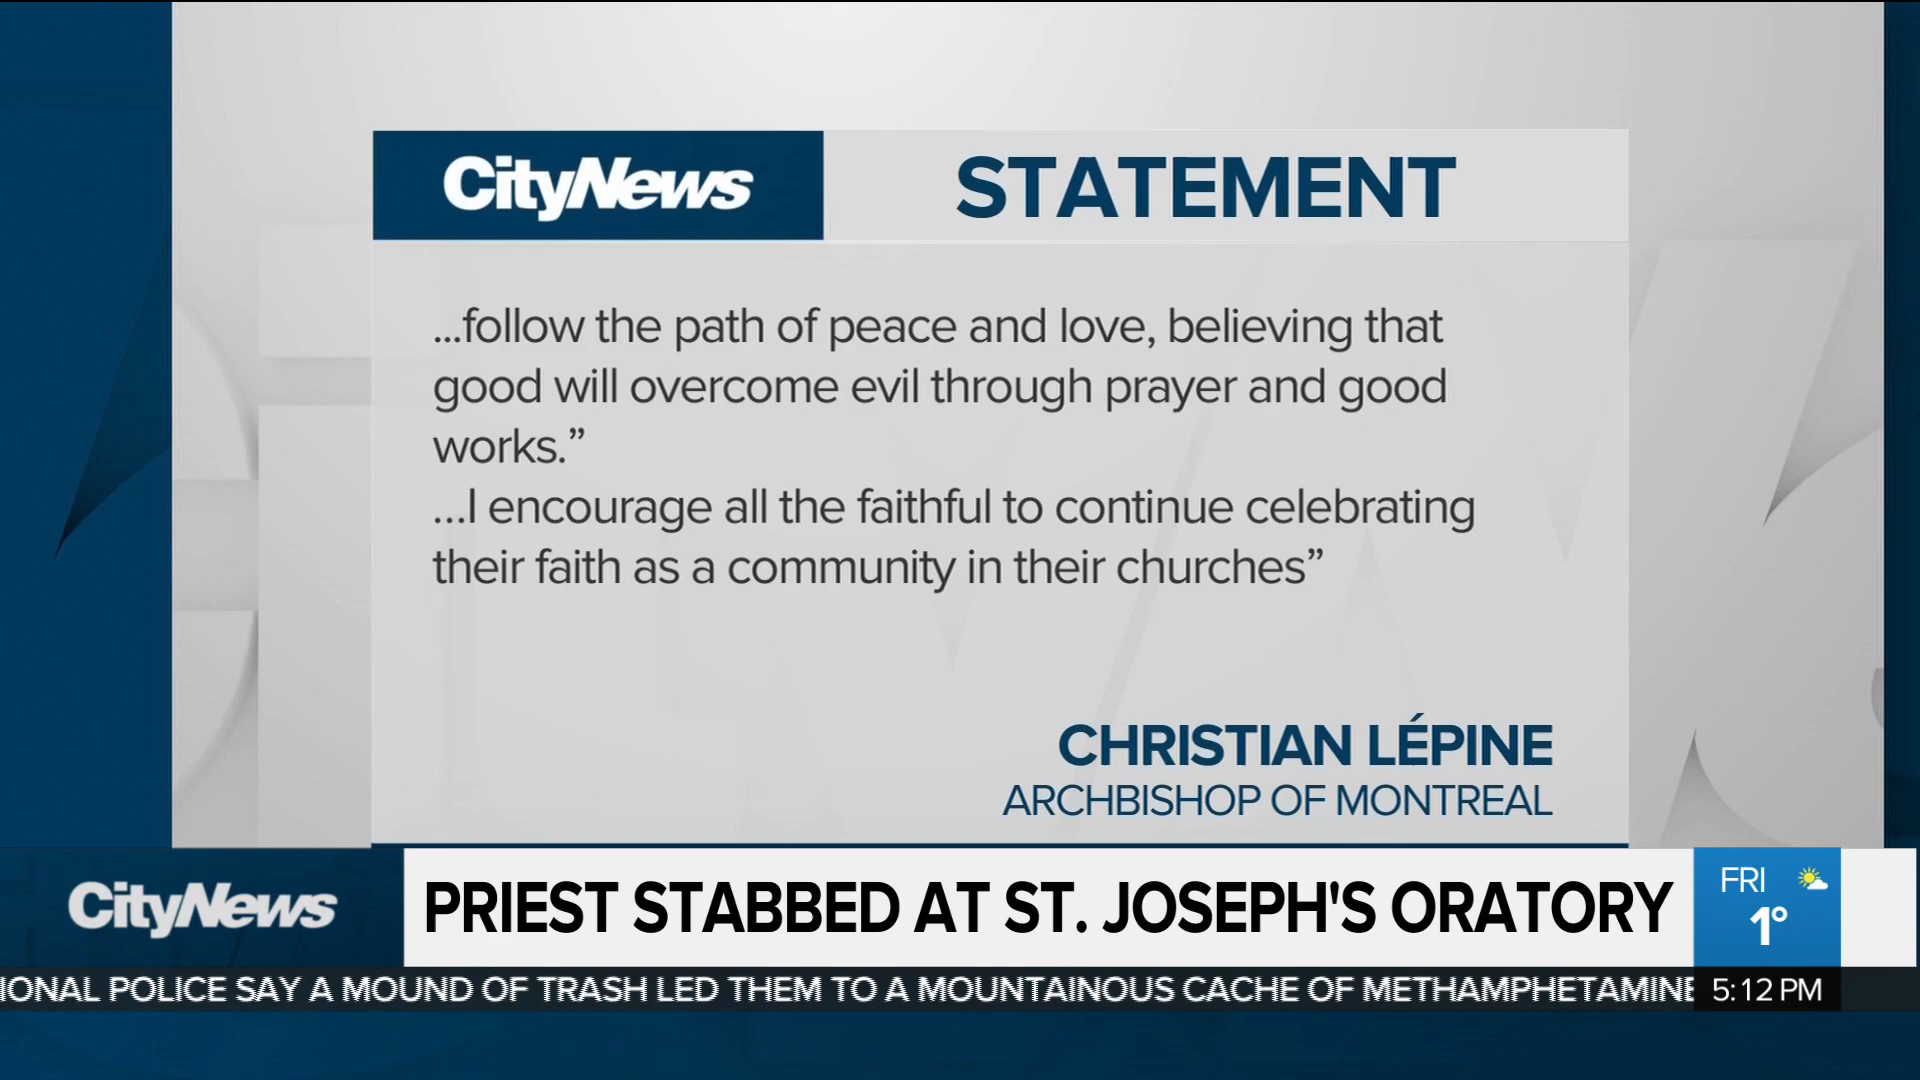 CityNews
STATEMENT
...follow the path of peace and love, believing that
good will overcome evil through prayer and good
works.”
...I encourage all the faithful to continue celebrating
their faith as a community in their churches”
CHRISTIAN LÉPINE
ARCHBISHOP OF MONTREAL
CityNews
PRIEST STABBED AT ST. JOSEPH'S ORATORY
FRI
1°
IONAL POLICE SAY A MOUND OF TRASH LED THEM TO A MOUNTAINOUS CACHE OF METHAMPHETAMINE
5:12 PM